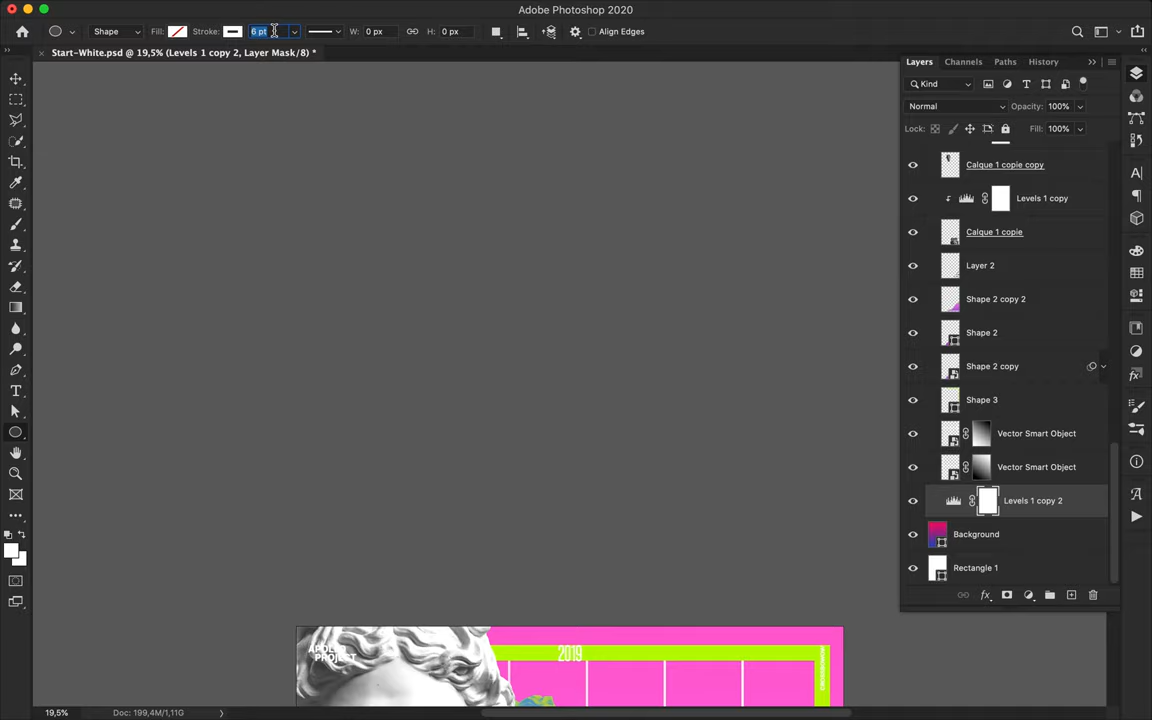 Adobe Photoshop 2020
Shape
Fill:
Stroke:
6 pt
W: 0 px
H: 0 px
Align Edges
Start-White.psd @ 19,5% (Levels 1 copy 2, Layer Mask/8) *
Layers
Channels
Paths
History
Kind
Normal
Opacity: 100%
Lock:
Fill: 100%
Calque 1 copie copy
Levels 1 copy
Calque 1 copie
Layer 2
Shape 2 copy 2
Shape 2
Shape 2 copy
Shape 3
Vector Smart Object
Vector Smart Object
Levels 1 copy 2
Background
Rectangle 1
APOLLO
PROJECT
2019
19,5%
Doc: 199,4M/1,11G